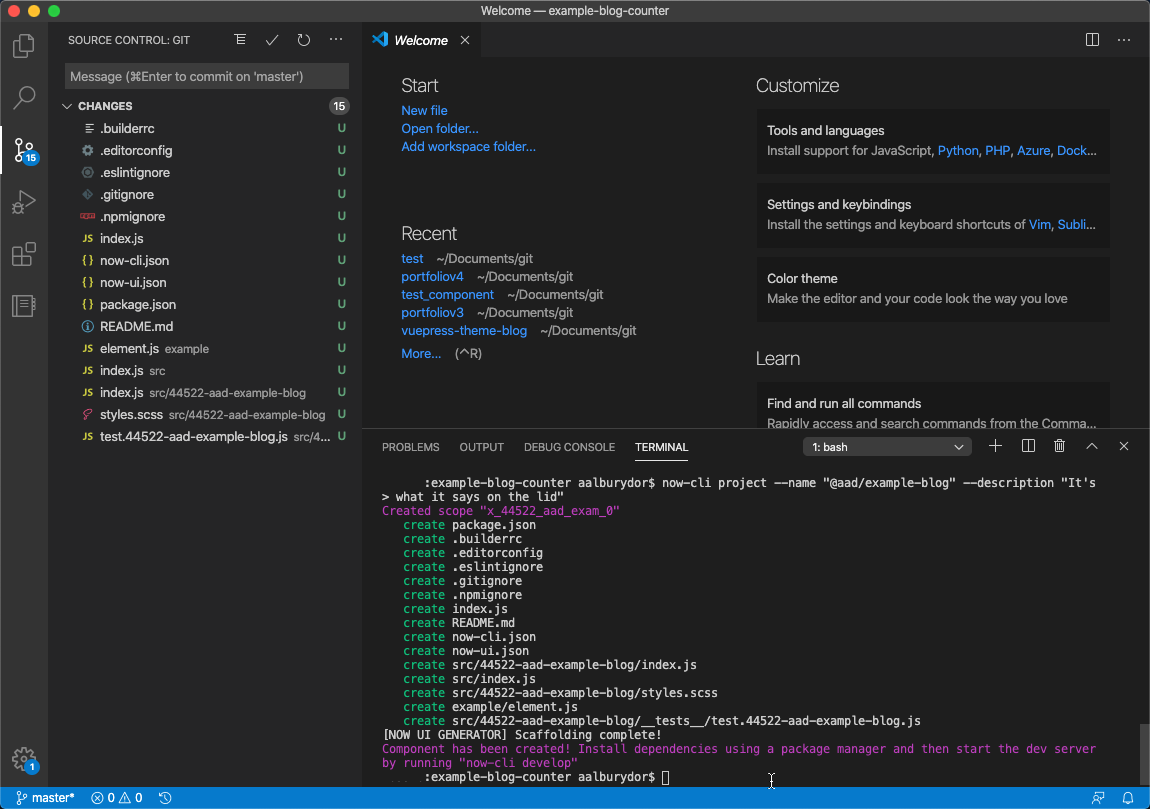 Welcome — example-blog-counter
SOURCE CONTROL: GIT
Message (⌘Enter to commit on 'master')
CHANGES 15
.builderrc U
.editorconfig U
.eslintignore U
.gitignore U
.npmignore U
JS index.js U
{ } now-cli.json U
{ } now-ui.json U
{ } package.json U
README.md U
JS element.js example U
JS index.js src U
JS index.js src/44522-aad-example-blog U
styles.scss src/44522-aad-example-blog U
JS test.44522-aad-example-blog.js src/4... U
15
1
Welcome
Start
New file
Open folder...
Add workspace folder...
Recent
test ~/Documents/git
portfoliov4 ~/Documents/git
test_component ~/Documents/git
portfoliov3 ~/Documents/git
vuepress-theme-blog ~/Documents/git
More... (^R)
Customize
Tools and languages
Install support for JavaScript, Python, PHP, Azure, Dock...
Settings and keybindings
Install the settings and keyboard shortcuts of Vim, Subli...
Color theme
Make the editor and your code look the way you love
Learn
Find and run all commands
Rapidly access and search commands from the Comma...
PROBLEMS OUTPUT DEBUG CONSOLE TERMINAL 1: bash
:example-blog-counter aalburydor$ now-cli project --name "@aad/example-blog" --description "It's
> what it says on the lid"
Created scope "x_44522_aad_exam_0"
create package.json
create .builderrc
create .editorconfig
create .eslintignore
create .gitignore
create .npmignore
create index.js
create README.md
create now-cli.json
create now-ui.json
create src/44522-aad-example-blog/index.js
create src/index.js
create src/44522-aad-example-blog/styles.scss
create example/element.js
create src/44522-aad-example-blog/__tests__/test.44522-aad-example-blog.js
[NOW UI GENERATOR] Scaffolding complete!
Component has been created! Install dependencies using a package manager and then start the dev server
by running "now-cli develop"
:example-blog-counter aalburydor$
master* 0 0